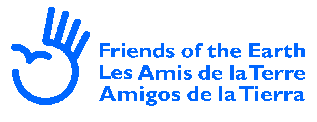 Friends of the Earth
Les Amis de la Terre
Amigos de la Tierra